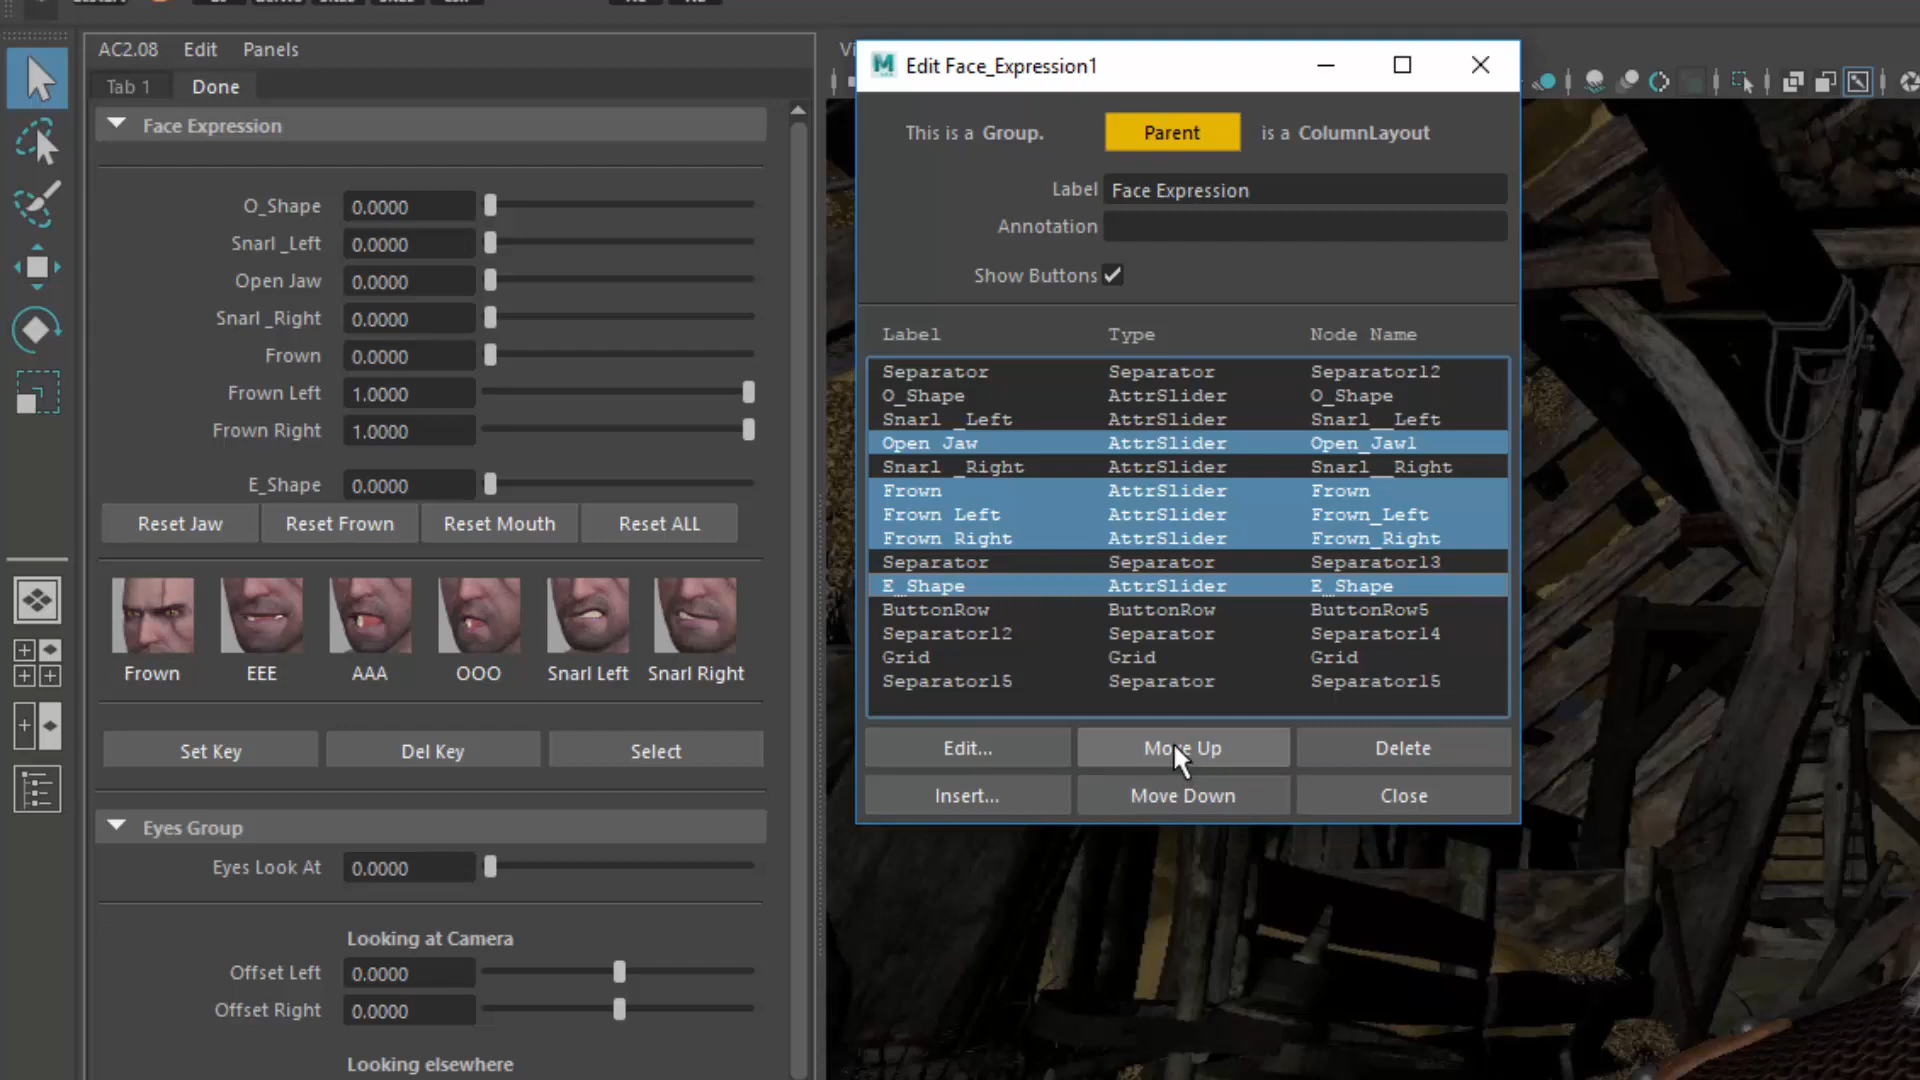 AC2.08 Edit Panels
Tab 1 Done
Face Expression
O_Shape 0.0000
Snarl _Left 0.0000
Open Jaw 0.0000
Snarl _Right 0.0000
Frown 0.0000
Frown Left 1.0000
Frown Right 1.0000
E_Shape 0.0000
Reset Jaw Reset Frown Reset Mouth Reset ALL
Frown EEE AAA OOO Snarl Left Snarl Right
Set Key Del Key Select
Eyes Group
Eyes Look At 0.0000
Looking at Camera
Offset Left 0.0000
Offset Right 0.0000
Looking elsewhere
M Edit Face_Expression1
This is a Group. Parent is a ColumnLayout
Label Face Expression
Annotation
Show Buttons
Label Type Node Name
Separator Separator Separator12
O_Shape AttrSlider O_Shape
Snarl _Left AttrSlider Snarl__Left
Open Jaw AttrSlider Open_Jaw1
Snarl _Right AttrSlider Snarl__Right
Frown AttrSlider Frown
Frown Left AttrSlider Frown_Left
Frown Right AttrSlider Frown_Right
Separator Separator Separator13
E_Shape AttrSlider E_Shape
ButtonRow ButtonRow ButtonRow5
Separator12 Separator Separator14
Grid Grid Grid
Separator15 Separator Separator15
Edit... Move Up Delete
Insert... Move Down Close